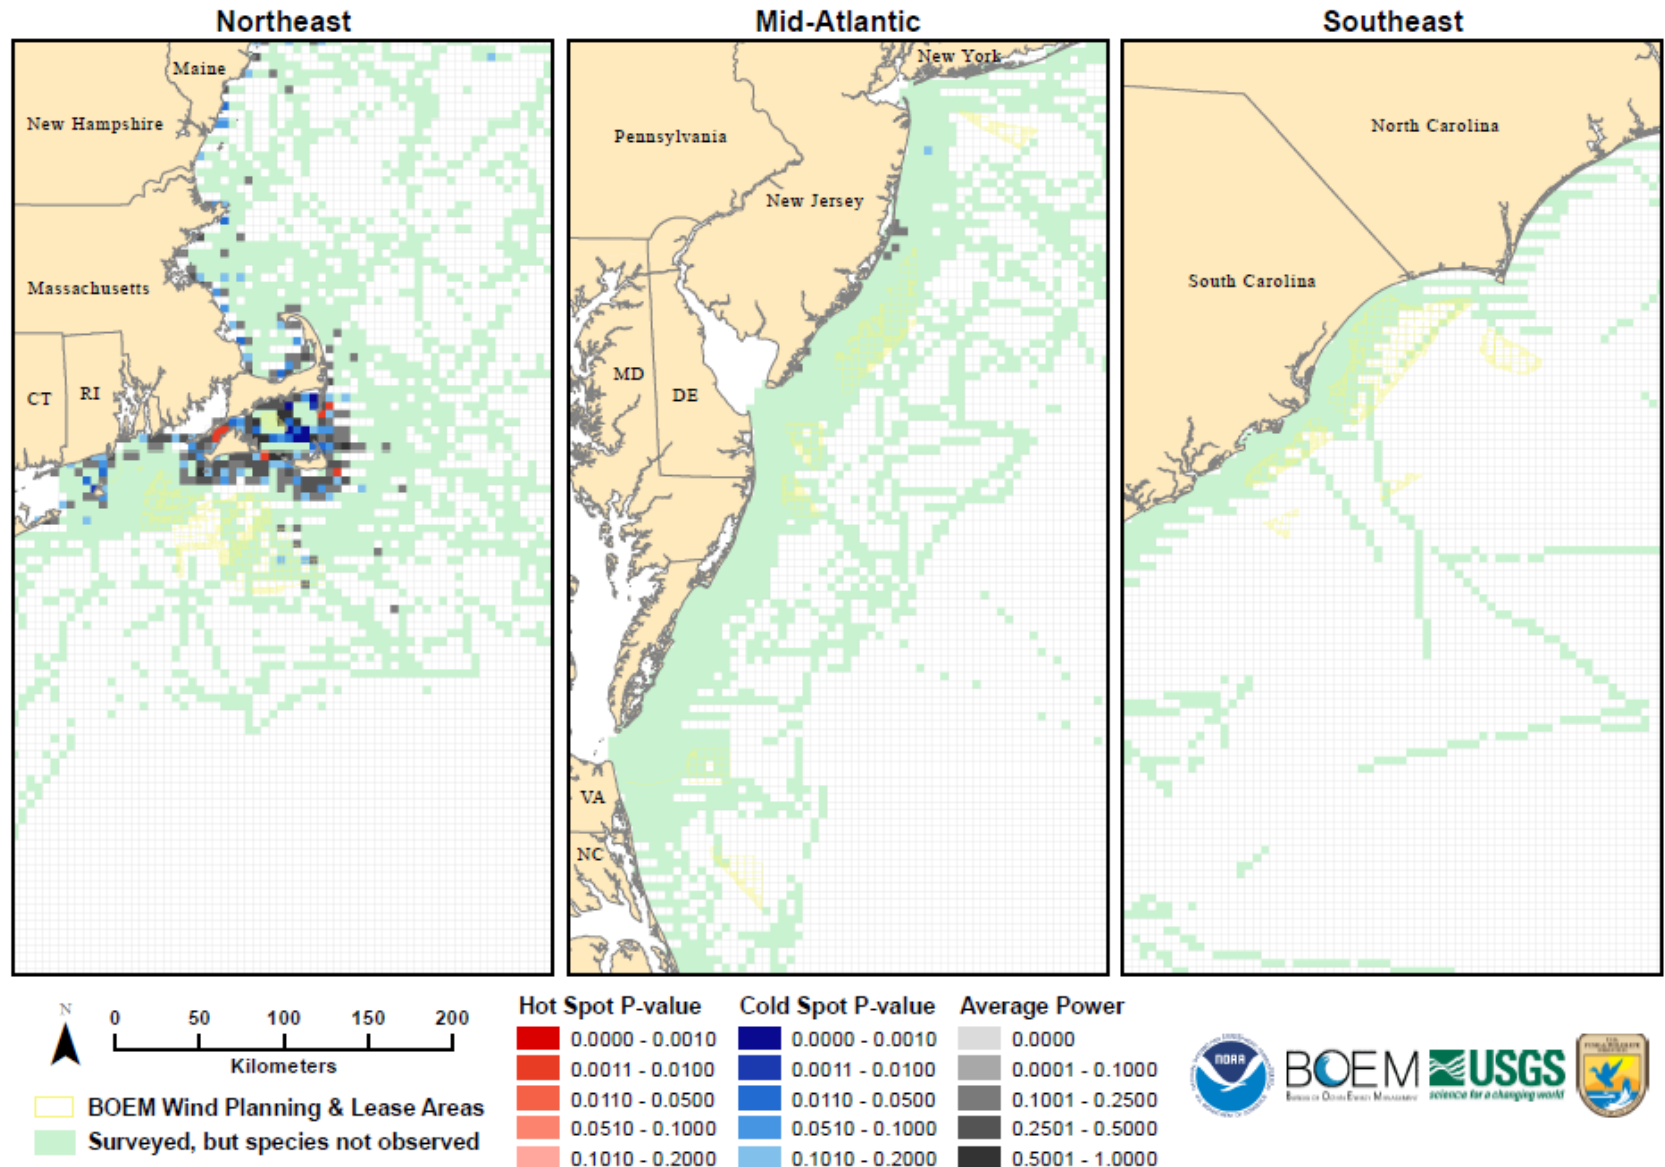 Northeast
Mid-Atlantic
Southeast
Maine
New Hampshire
Massachusetts
CT
RI
New York
Pennsylvania
New Jersey
MD
DE
VA
NC
North Carolina
South Carolina
N
0 50 100 150 200
Kilometers
BOEM Wind Planning & Lease Areas
Surveyed, but species not observed
Hot Spot P-value
0.0000 - 0.0010
0.0011 - 0.0100
0.0110 - 0.0500
0.0510 - 0.1000
0.1010 - 0.2000
Cold Spot P-value
0.0000 - 0.0010
0.0011 - 0.0100
0.0110 - 0.0500
0.0510 - 0.1000
0.1010 - 0.2000
Average Power
0.0000
0.0001 - 0.1000
0.1001 - 0.2500
0.2501 - 0.5000
0.5001 - 1.0000
NOAA
BOEM
Bureau of Ocean Energy Management
USGS
science for a changing world